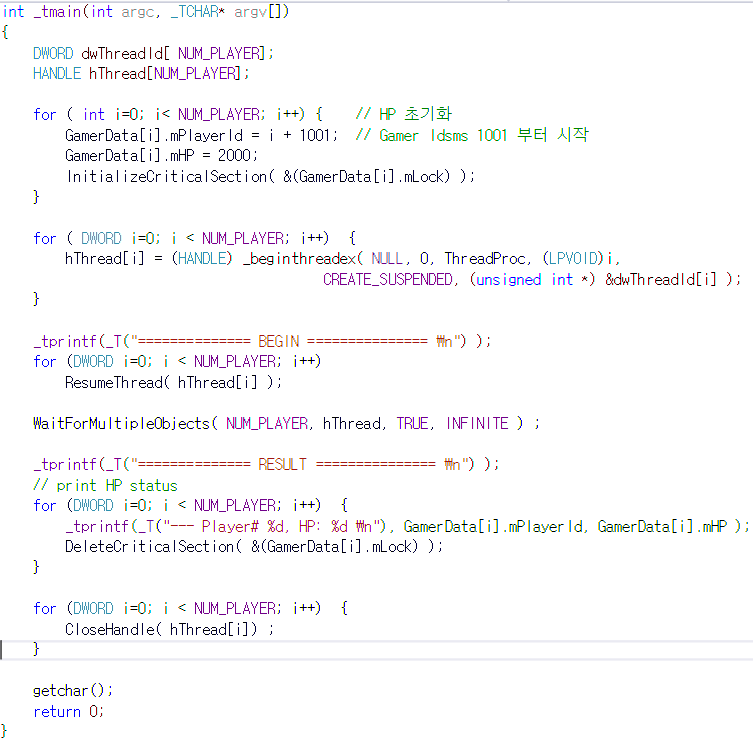 int _tmain(int argc, _TCHAR* argv[])
{
    DWORD dwThreadId[ NUM_PLAYER];
    HANDLE hThread[NUM_PLAYER];

    for ( int i=0; i< NUM_PLAYER; i++) {    // HP 초기화
        GamerData[i].mPlayerId = i + 1001;  // Gamer Idsms 1001 부터 시작
        GamerData[i].mHP = 2000;
        InitializeCriticalSection( &(GamerData[i].mLock) );
    }

    for ( DWORD i=0; i < NUM_PLAYER; i++)  {
        hThread[i] = (HANDLE) _beginthreadex( NULL, 0, ThreadProc, (LPVOID)i,
                                        CREATE_SUSPENDED, (unsigned int *) &dwThreadId[i] );
    }

    _tprintf(_T("============== BEGIN =============== ₩n") );
    for (DWORD i=0; i < NUM_PLAYER; i++)
        ResumeThread( hThread[i] );

    WaitForMultipleObjects( NUM_PLAYER, hThread, TRUE, INFINITE ) ;

    _tprintf(_T("============== RESULT =============== ₩n") );
    // print HP status
    for (DWORD i=0; i < NUM_PLAYER; i++)  {
        _tprintf(_T("--- Player# %d, HP: %d ₩n"), GamerData[i].mPlayerId, GamerData[i].mHP );
        DeleteCriticalSection( &(GamerData[i].mLock) );
    }

    for (DWORD i=0; i < NUM_PLAYER; i++)  {
        CloseHandle( hThread[i]) ;
    }

    getchar();
    return 0;
}